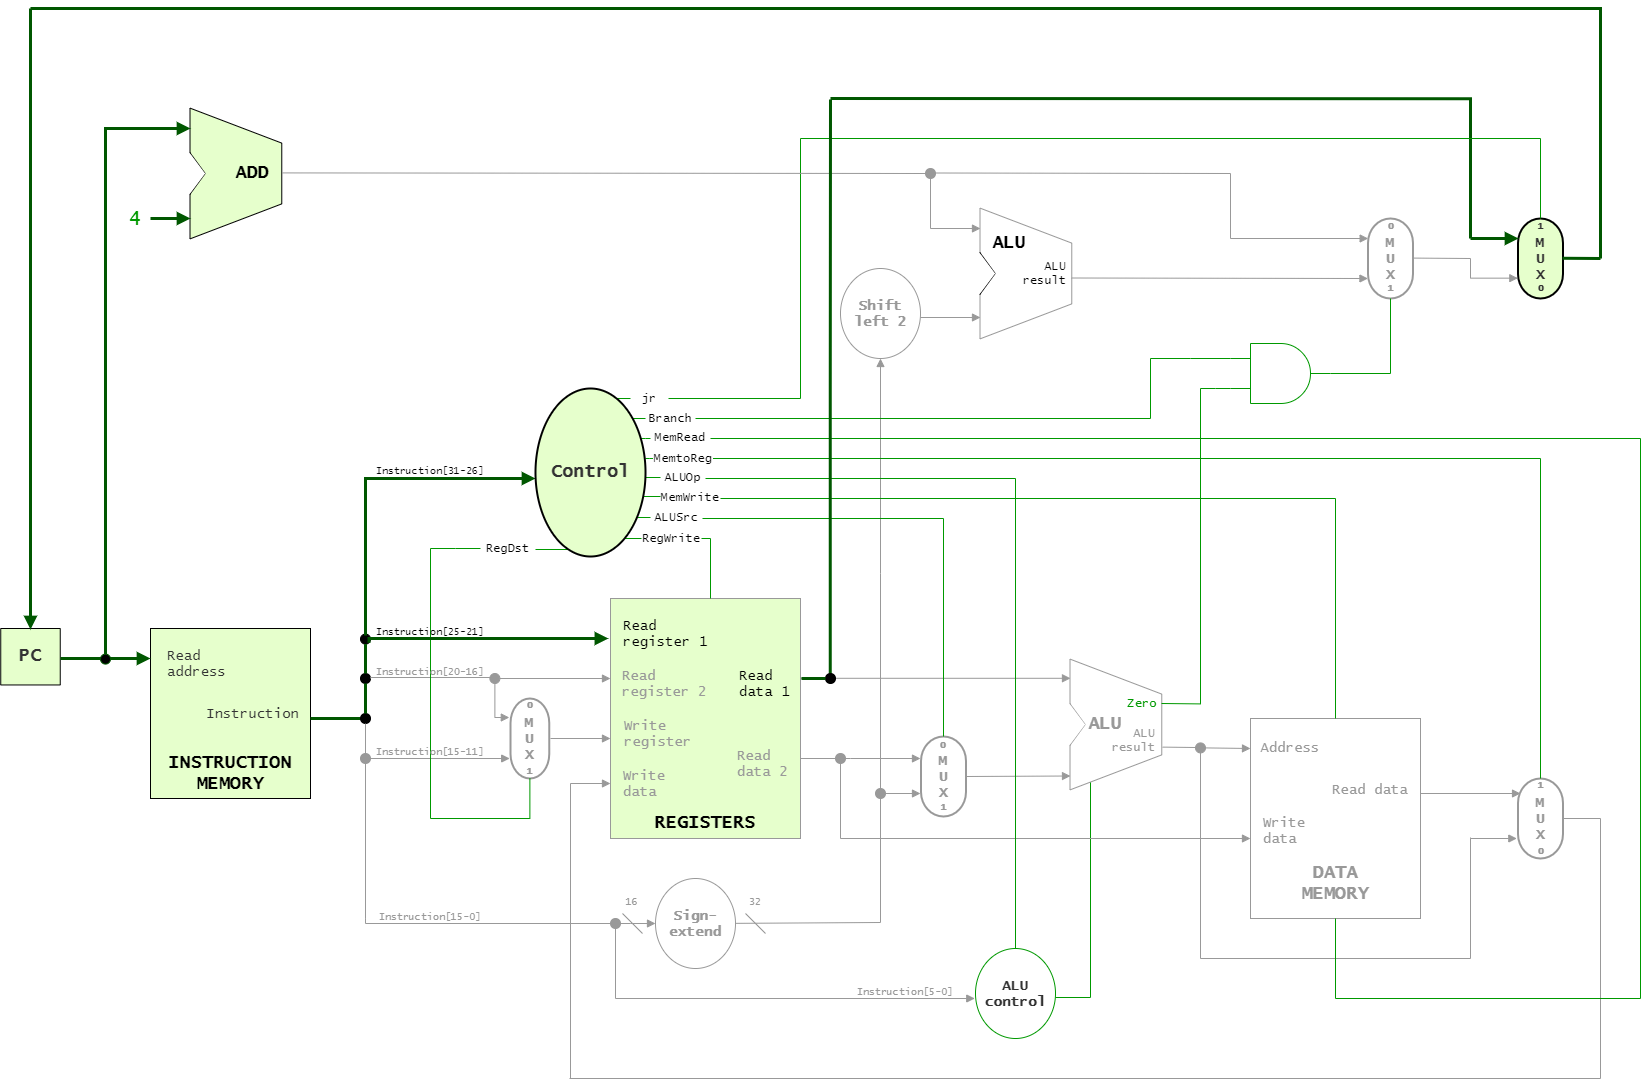 ADD
4
ALU
ALU
result
Shift
left 2
0
M
U
X
1
1
M
U
X
0
jr
Branch
MemRead
MemtoReg
ALUOp
MemWrite
ALUSrc
RegWrite
RegDst
Control
Instruction[31-26]
Instruction[25-21]
Instruction[20-16]
Instruction[15-11]
Instruction[15-0]
Instruction[5-0]
PC
Read
address
Instruction
INSTRUCTION
MEMORY
0
M
U
X
1
Read
register 1
Read
register 2
Write
register
Write
data
Read
data 1
Read
data 2
REGISTERS
0
M
U
X
1
Zero
ALU
ALU
result
Address
Read data
Write
data
DATA
MEMORY
1
M
U
X
0
16
Sign-
extend
32
ALU
control